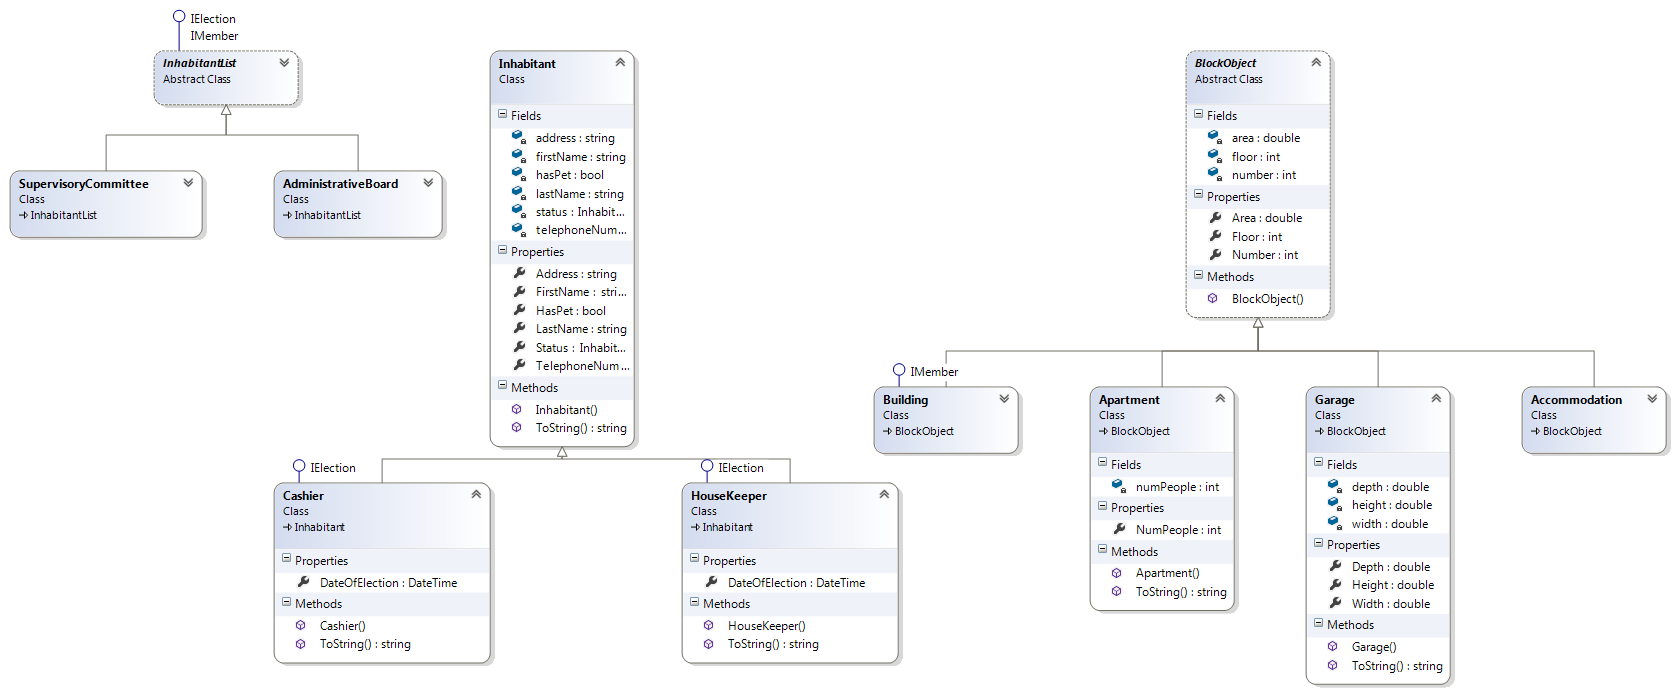 IElection
IMember
InhabitantList
Abstract Class
SupervisoryCommittee
Class
InhabitantList
AdministrativeBoard
Class
InhabitantList
Inhabitant
Class
Fields
address : string
firstName : string
hasPet : bool
lastName : string
status : Inhabit...
telephoneNum...
Properties
Address : string
FirstName : stri...
HasPet : bool
LastName : string
Status : Inhabit...
TelephoneNum...
Methods
Inhabitant()
ToString() : string
IElection
Cashier
Class
Inhabitant
Properties
DateOfElection : DateTime
Methods
Cashier()
ToString() : string
IElection
HouseKeeper
Class
Inhabitant
Properties
DateOfElection : DateTime
Methods
HouseKeeper()
ToString() : string
BlockObject
Abstract Class
Fields
area : double
floor : int
number : int
Properties
Area : double
Floor : int
Number : int
Methods
BlockObject()
IMember
Building
Class
BlockObject
Apartment
Class
BlockObject
Fields
numPeople : int
Properties
NumPeople : int
Methods
Apartment()
ToString() : string
Garage
Class
BlockObject
Fields
depth : double
height : double
width : double
Properties
Depth : double
Height : double
Width : double
Methods
Garage()
ToString() : string
Accommodation
Class
BlockObject